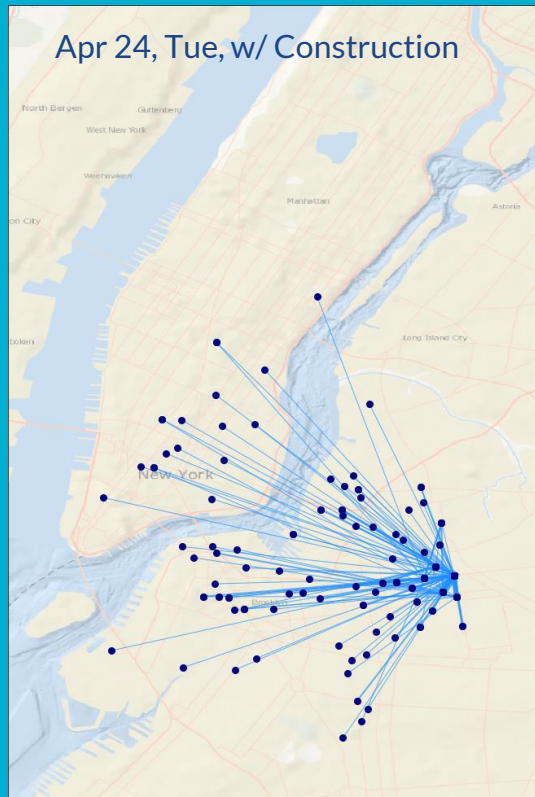 Apr 24, Tue, w/ Construction
North Bergen
Guttenberg
West New York
Weehawken
Manhattan
Astoria
on City
Long Island City
boken
New York
Brooklyn